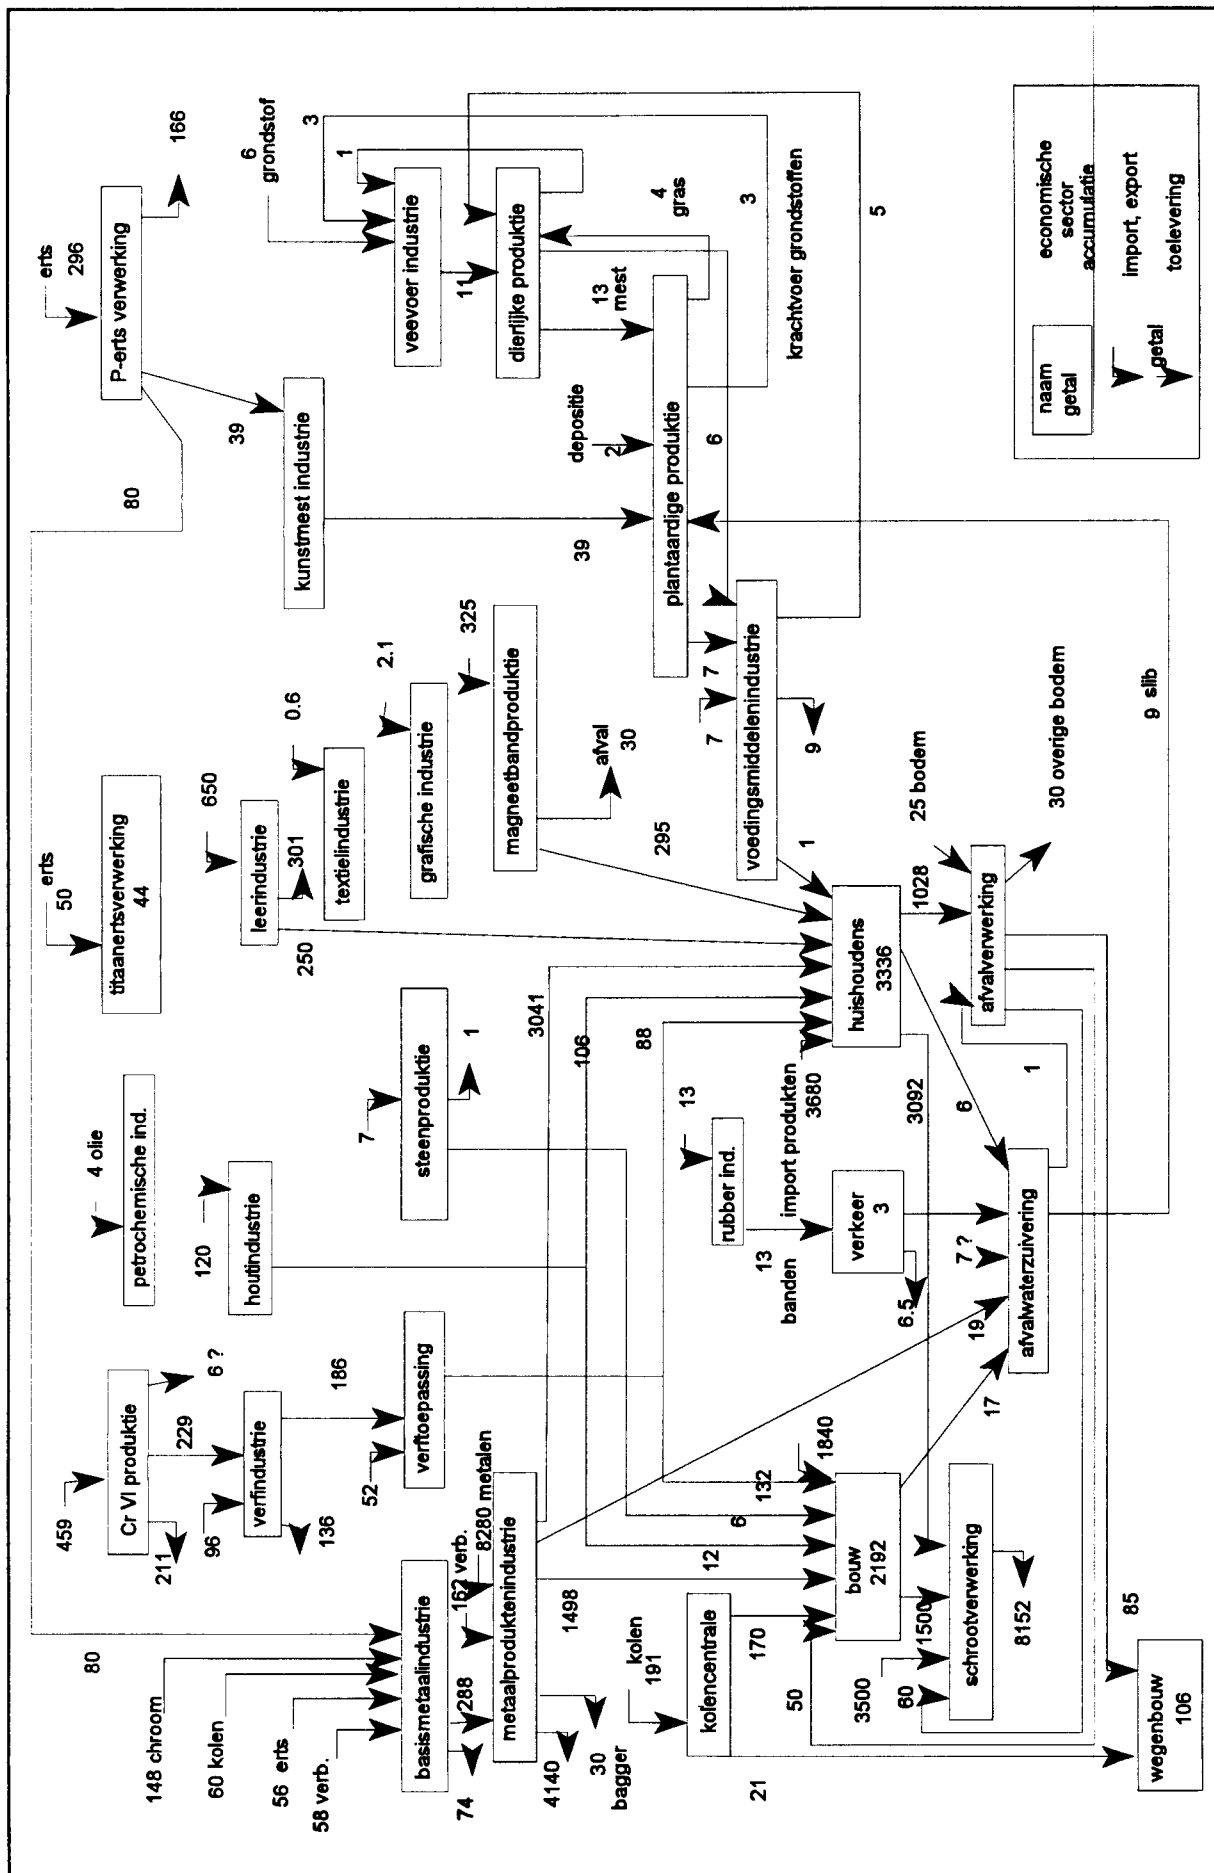 erts
296
P-erts verwerking
166
80
39
kunstmest industrie
39
6
grondstof
3
1
veevoer industrie
11
dierlijke produktie
13
mest
4
gras
3
depositie
2
plantaardige produktie
6
krachtvoer grondstoffen
5
7
7
voedingsmiddelenindustrie
9
1
erts
50
titaanertsverwerking
44
650
leerindustrie
301
250
0.6
textielindustrie
2.1
grafische industrie
325
magneetbandproduktie
afval
30
295
4 olie
petrochemische ind.
120
houtindustrie
7
steenproduktie
1
3041
106
88
459
Cr VI produktie
6 ?
211
229
96
verfindustrie
136
186
52
verftoepassing
80
148 chroom
60 kolen
56 erts
58 verb.
basismetaalindustrie
74
288
162 verb.
8280 metalen
metaalproduktenindustrie
4140
30
bagger
1498
12
6
132
1840
kolen
191
kolencentrale
170
21
50
bouw
2192
1500
3500
60
schrootverwerking
8152
17
19
13
rubber ind.
13
banden
import produkten
3680
verkeer
3
6.5
7 ?
3092
huishoudens
3336
1028
25 bodem
afvalverwerking
30 overige bodem
6
1
afvalwaterzuivering
9 slib
85
wegenbouw
106
naam
getal
economische
sector
accumulatie
import, export
getal
toelevering